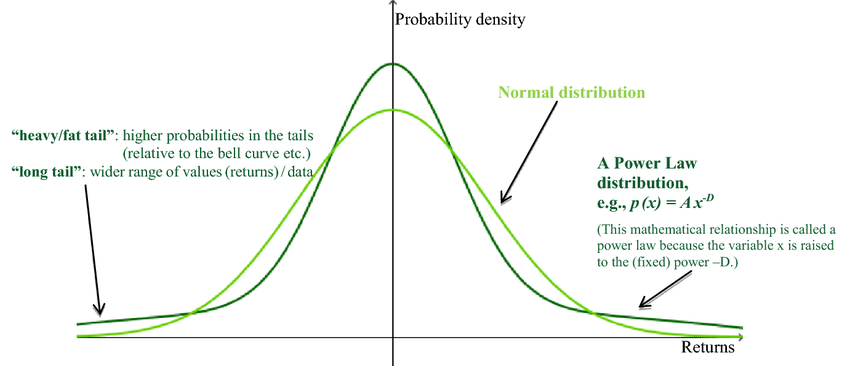 Probability density
Normal distribution
“heavy/fat tail”: higher probabilities in the tails
(relative to the bell curve etc.)
“long tail”: wider range of values (returns) / data
A Power Law
distribution,
e.g., p (x) = A x^-D
(This mathematical relationship is called a
power law because the variable x is raised
to the (fixed) power –D.)
Returns